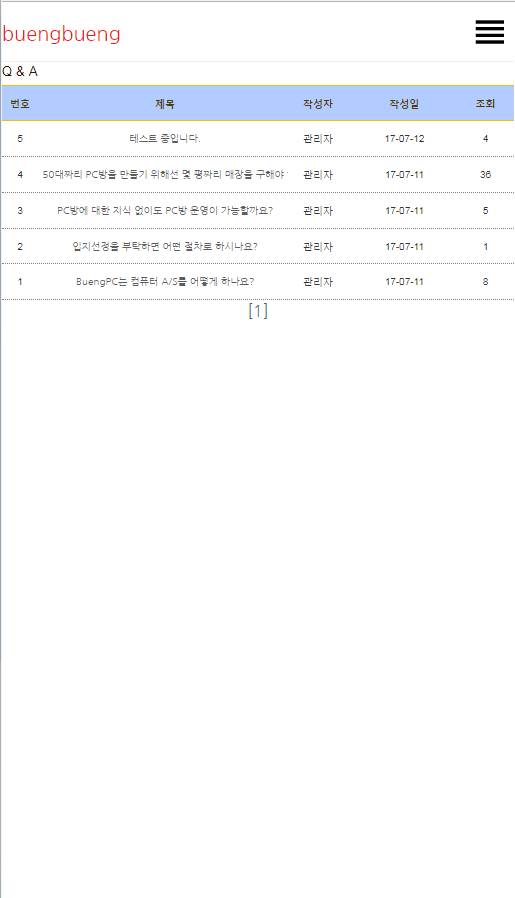 buengbueng
Q & A
번호 제목 작성자 작성일 조회
5 테스트 중입니다. 관리자 17-07-12 4
4 50대짜리 PC방을 만들기 위해선 몇 평짜리 매장을 구해야 관리자 17-07-11 36
3 PC방에 대한 지식 없이도 PC방 운영이 가능할까요? 관리자 17-07-11 5
2 입지선정을 부탁하면 어떤 절차로 하시나요? 관리자 17-07-11 1
1 BuengPC는 컴퓨터 A/S를 어떻게 하나요? 관리자 17-07-11 8
[1]